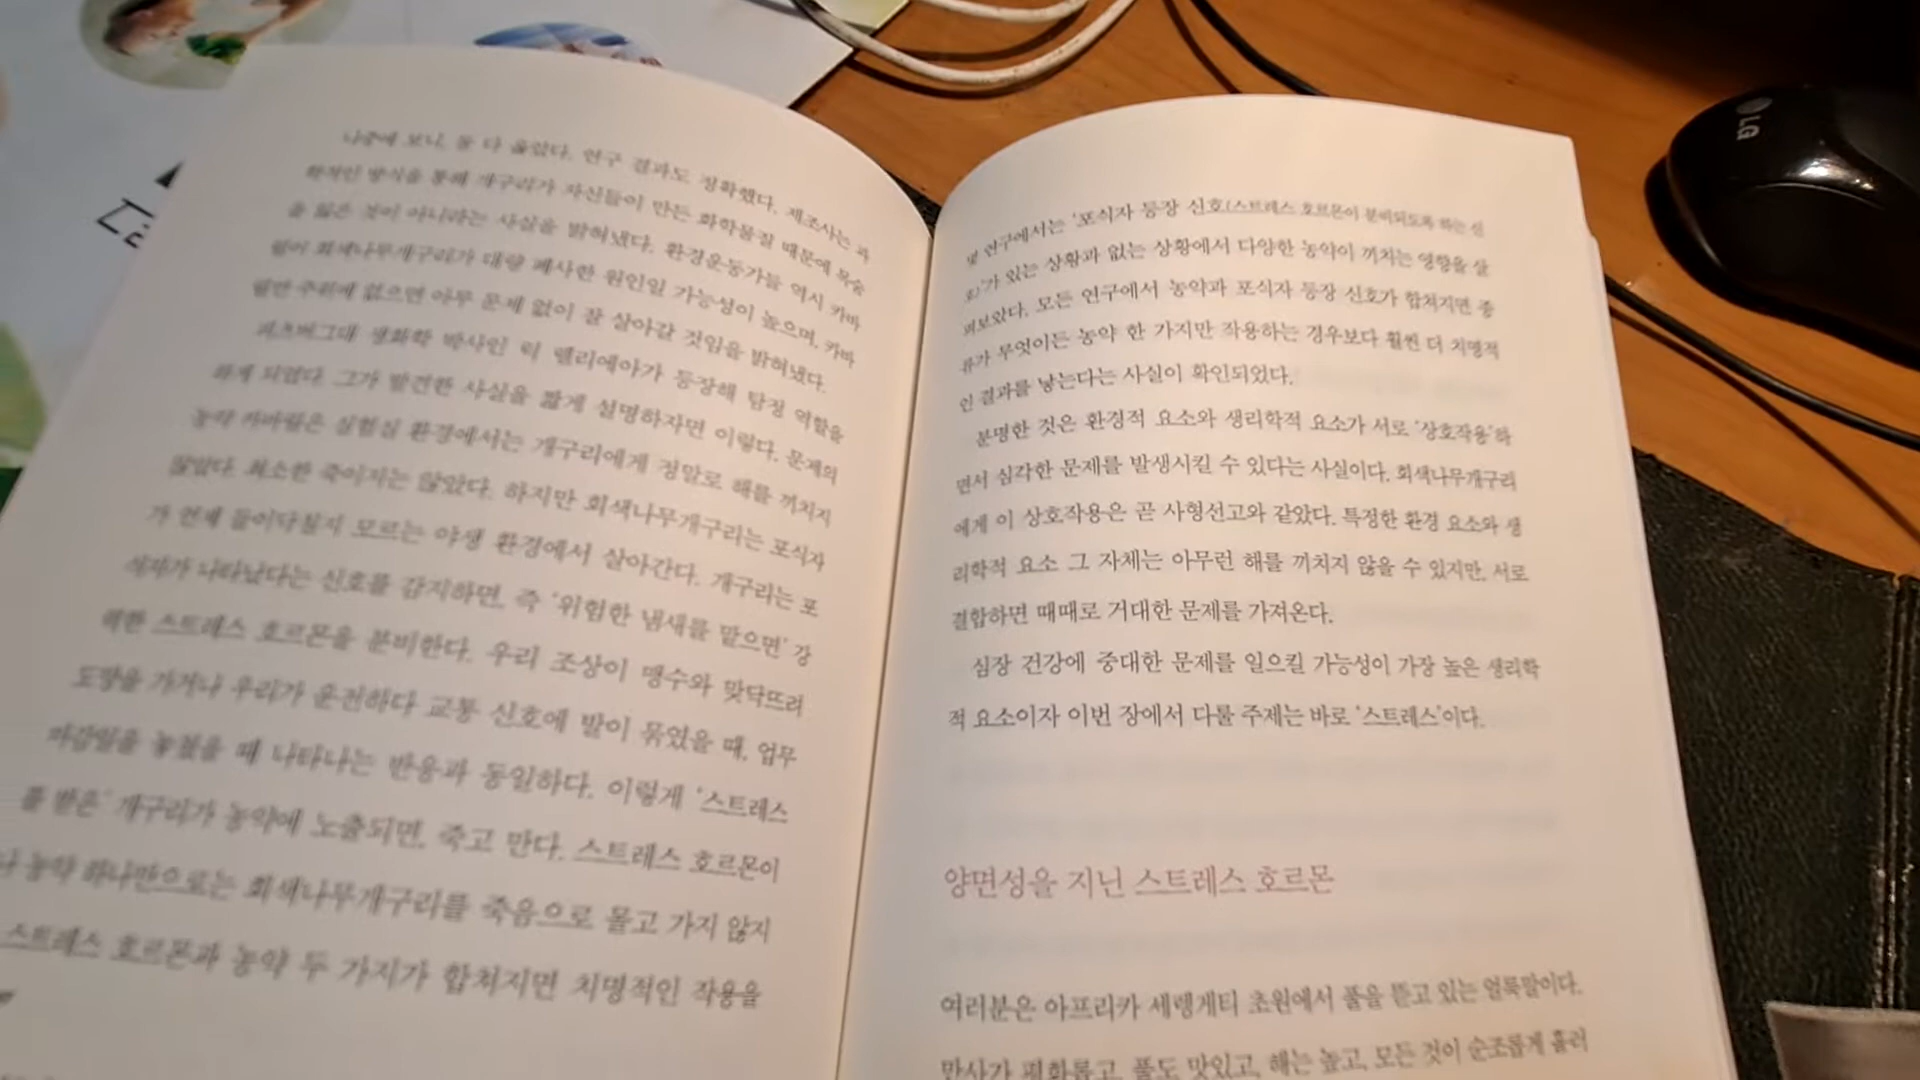 나중에 보니, 둘 다 옳았다. 연구 결과도 정확했다. 제조사는 과
학적인 방식을 통해 개구리가 자신들이 만든 화학물질 때문에 목숨
을 잃은 것이 아니라는 사실을 밝혀냈다. 환경운동가들 역시 카바
릴이 회색나무개구리가 대량 폐사한 원인일 가능성이 높으며, 카바
릴만 주위에 없으면 아무 문제 없이 잘 살아갈 것임을 밝혀냈다.
피츠버그대 생화학 박사인 릭 렐리예아가 등장해 탐정 역할을
하게 되었다. 그가 발견한 사실을 짧게 설명하자면 이렇다. 문제의
농약 카바릴은 실험실 환경에서는 개구리에게 정말로 해를 끼치지
않았다. 최소한 죽이지는 않았다. 하지만 회색나무개구리는 포식자
가 언제 들이닥칠지 모르는 야생 환경에서 살아간다. 개구리는 포
식자가 나타났다는 신호를 감지하면, 즉 '위험한 냄새를 맡으면' 강
력한 스트레스 호르몬을 분비한다. 우리 조상이 맹수와 맞닥뜨려
도망을 가거나 우리가 운전하다 교통 신호에 발이 묶였을 때, 업무
마감일을 놓쳤을 때 나타나는 반응과 동일하다. 이렇게 '스트레스
를 받은' 개구리가 농약에 노출되면, 죽고 만다. 스트레스 호르몬이
나 농약 하나만으로는 회색나무개구리를 죽음으로 몰고 가지 않지
스트레스 호르몬과 농약 두 가지가 합쳐지면 치명적인 작용을
몇 연구에서는 '포식자 등장 신호(스트레스 호르몬이 분비되도록 하는 신
호)'가 있는 상황과 없는 상황에서 다양한 농약이 끼치는 영향을 살
펴보았다. 모든 연구에서 농약과 포식자 등장 신호가 합쳐지면 종
류가 무엇이든 농약 한 가지만 작용하는 경우보다 훨씬 더 치명적
인 결과를 낳는다는 사실이 확인되었다.
분명한 것은 환경적 요소와 생리학적 요소가 서로 '상호작용'하
면서 심각한 문제를 발생시킬 수 있다는 사실이다. 회색나무개구리
에게 이 상호작용은 곧 사형선고와 같았다. 특정한 환경 요소와 생
리학적 요소 그 자체는 아무런 해를 끼치지 않을 수 있지만, 서로
결합하면 때때로 거대한 문제를 가져온다.
심장 건강에 중대한 문제를 일으킬 가능성이 가장 높은 생리학
적 요소이자 이번 장에서 다룰 주제는 바로 '스트레스'이다.
양면성을 지닌 스트레스 호르몬
여러분은 아프리카 세렝게티 초원에서 풀을 뜯고 있는 얼룩말이다.
만사가 평화롭고, 풀도 맛있고, 해는 높고, 모든 것이 순조롭게 흘러
LG